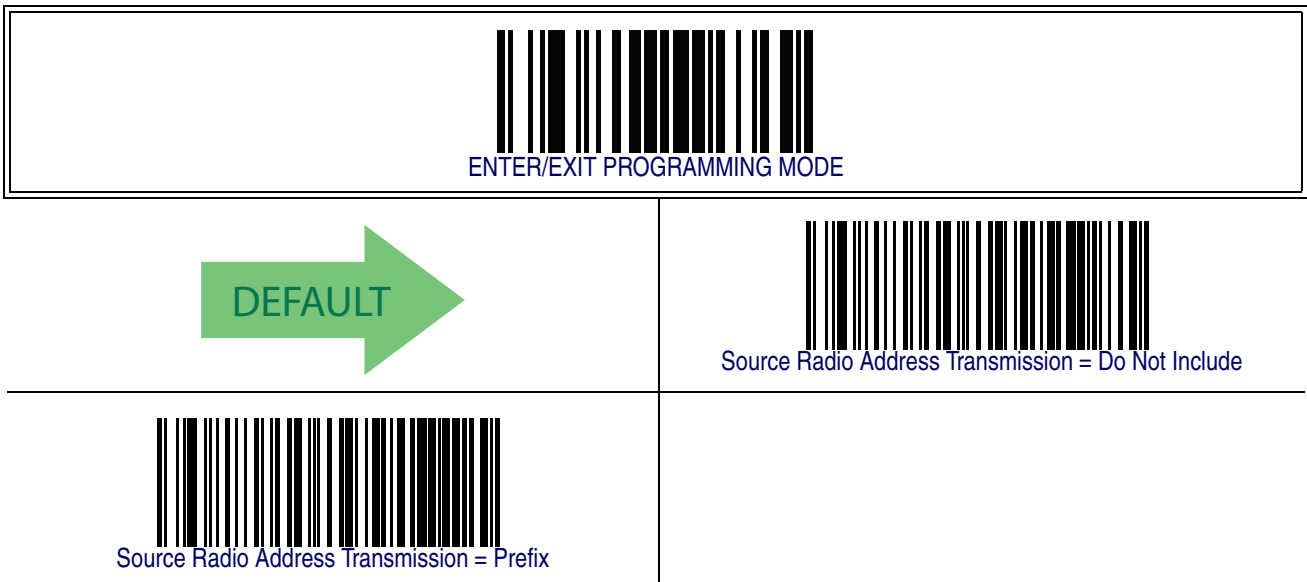 ENTER/EXIT PROGRAMMING MODE
DEFAULT
Source Radio Address Transmission = Do Not Include
Source Radio Address Transmission = Prefix